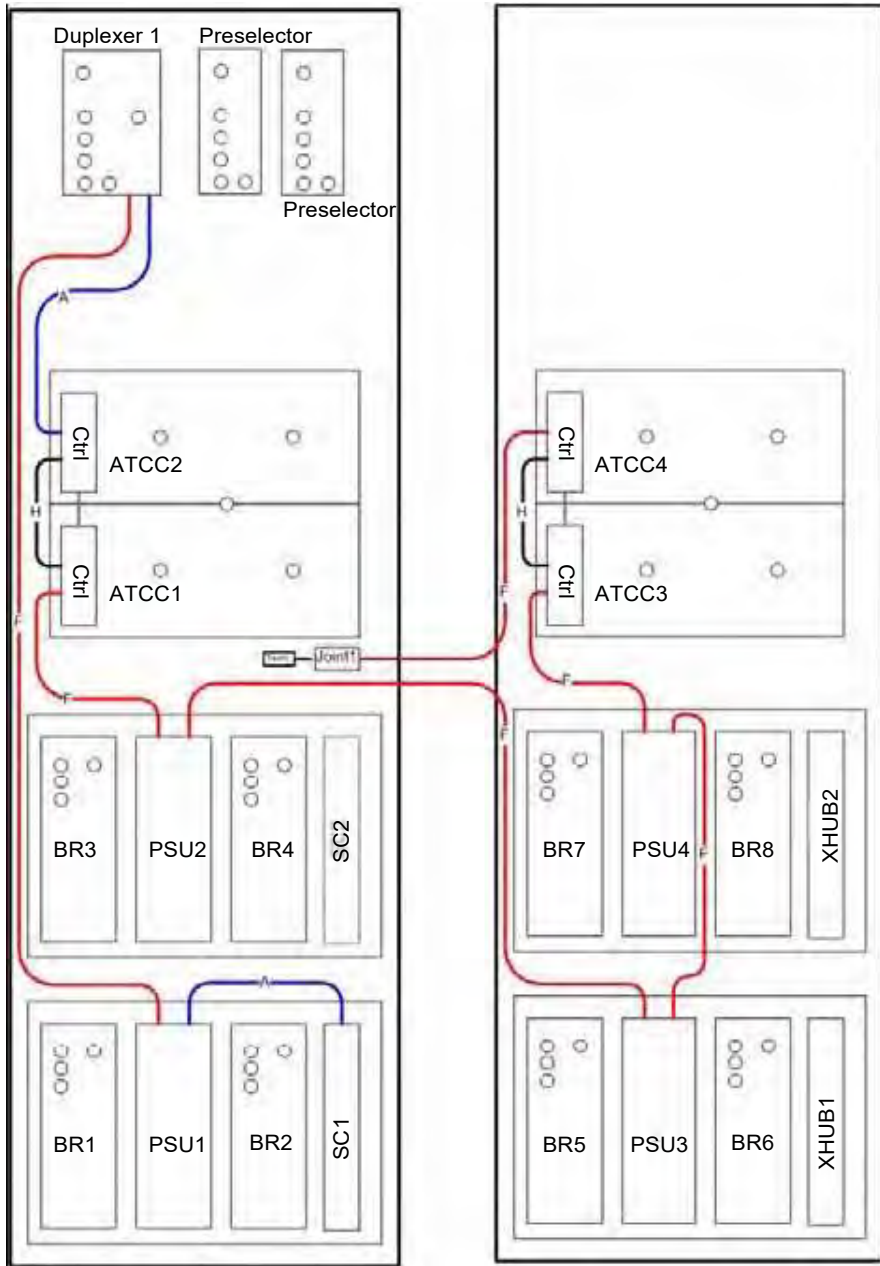 Duplexer 1
Preselector
Preselector
A
Ctrl
ATCC2
H
Ctrl
ATCC1
F
F
Joint1
Ctrl
ATCC4
H
Ctrl
ATCC3
F
F
F
BR3
PSU2
BR4
SC2
BR7
PSU4
BR8
XHUB2
F
A
BR1
PSU1
BR2
SC1
BR5
PSU3
BR6
XHUB1